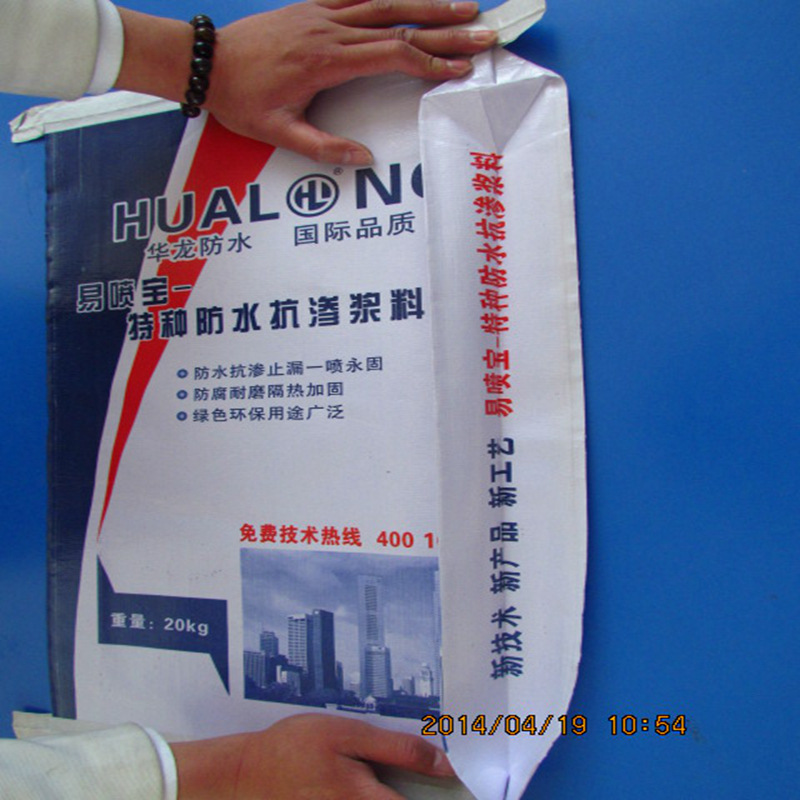 HUAL HL ® N
华龙防水 国际品质
易喷宝-
特种防水抗渗浆料
防水抗渗止漏一喷永固
防腐耐磨隔热加固
绿色环保用途广泛
免费技术热线 400 1
重量：20kg
新技术 新产品 新工艺 易喷宝-特种防水抗渗浆料
2014/04/19 10:54